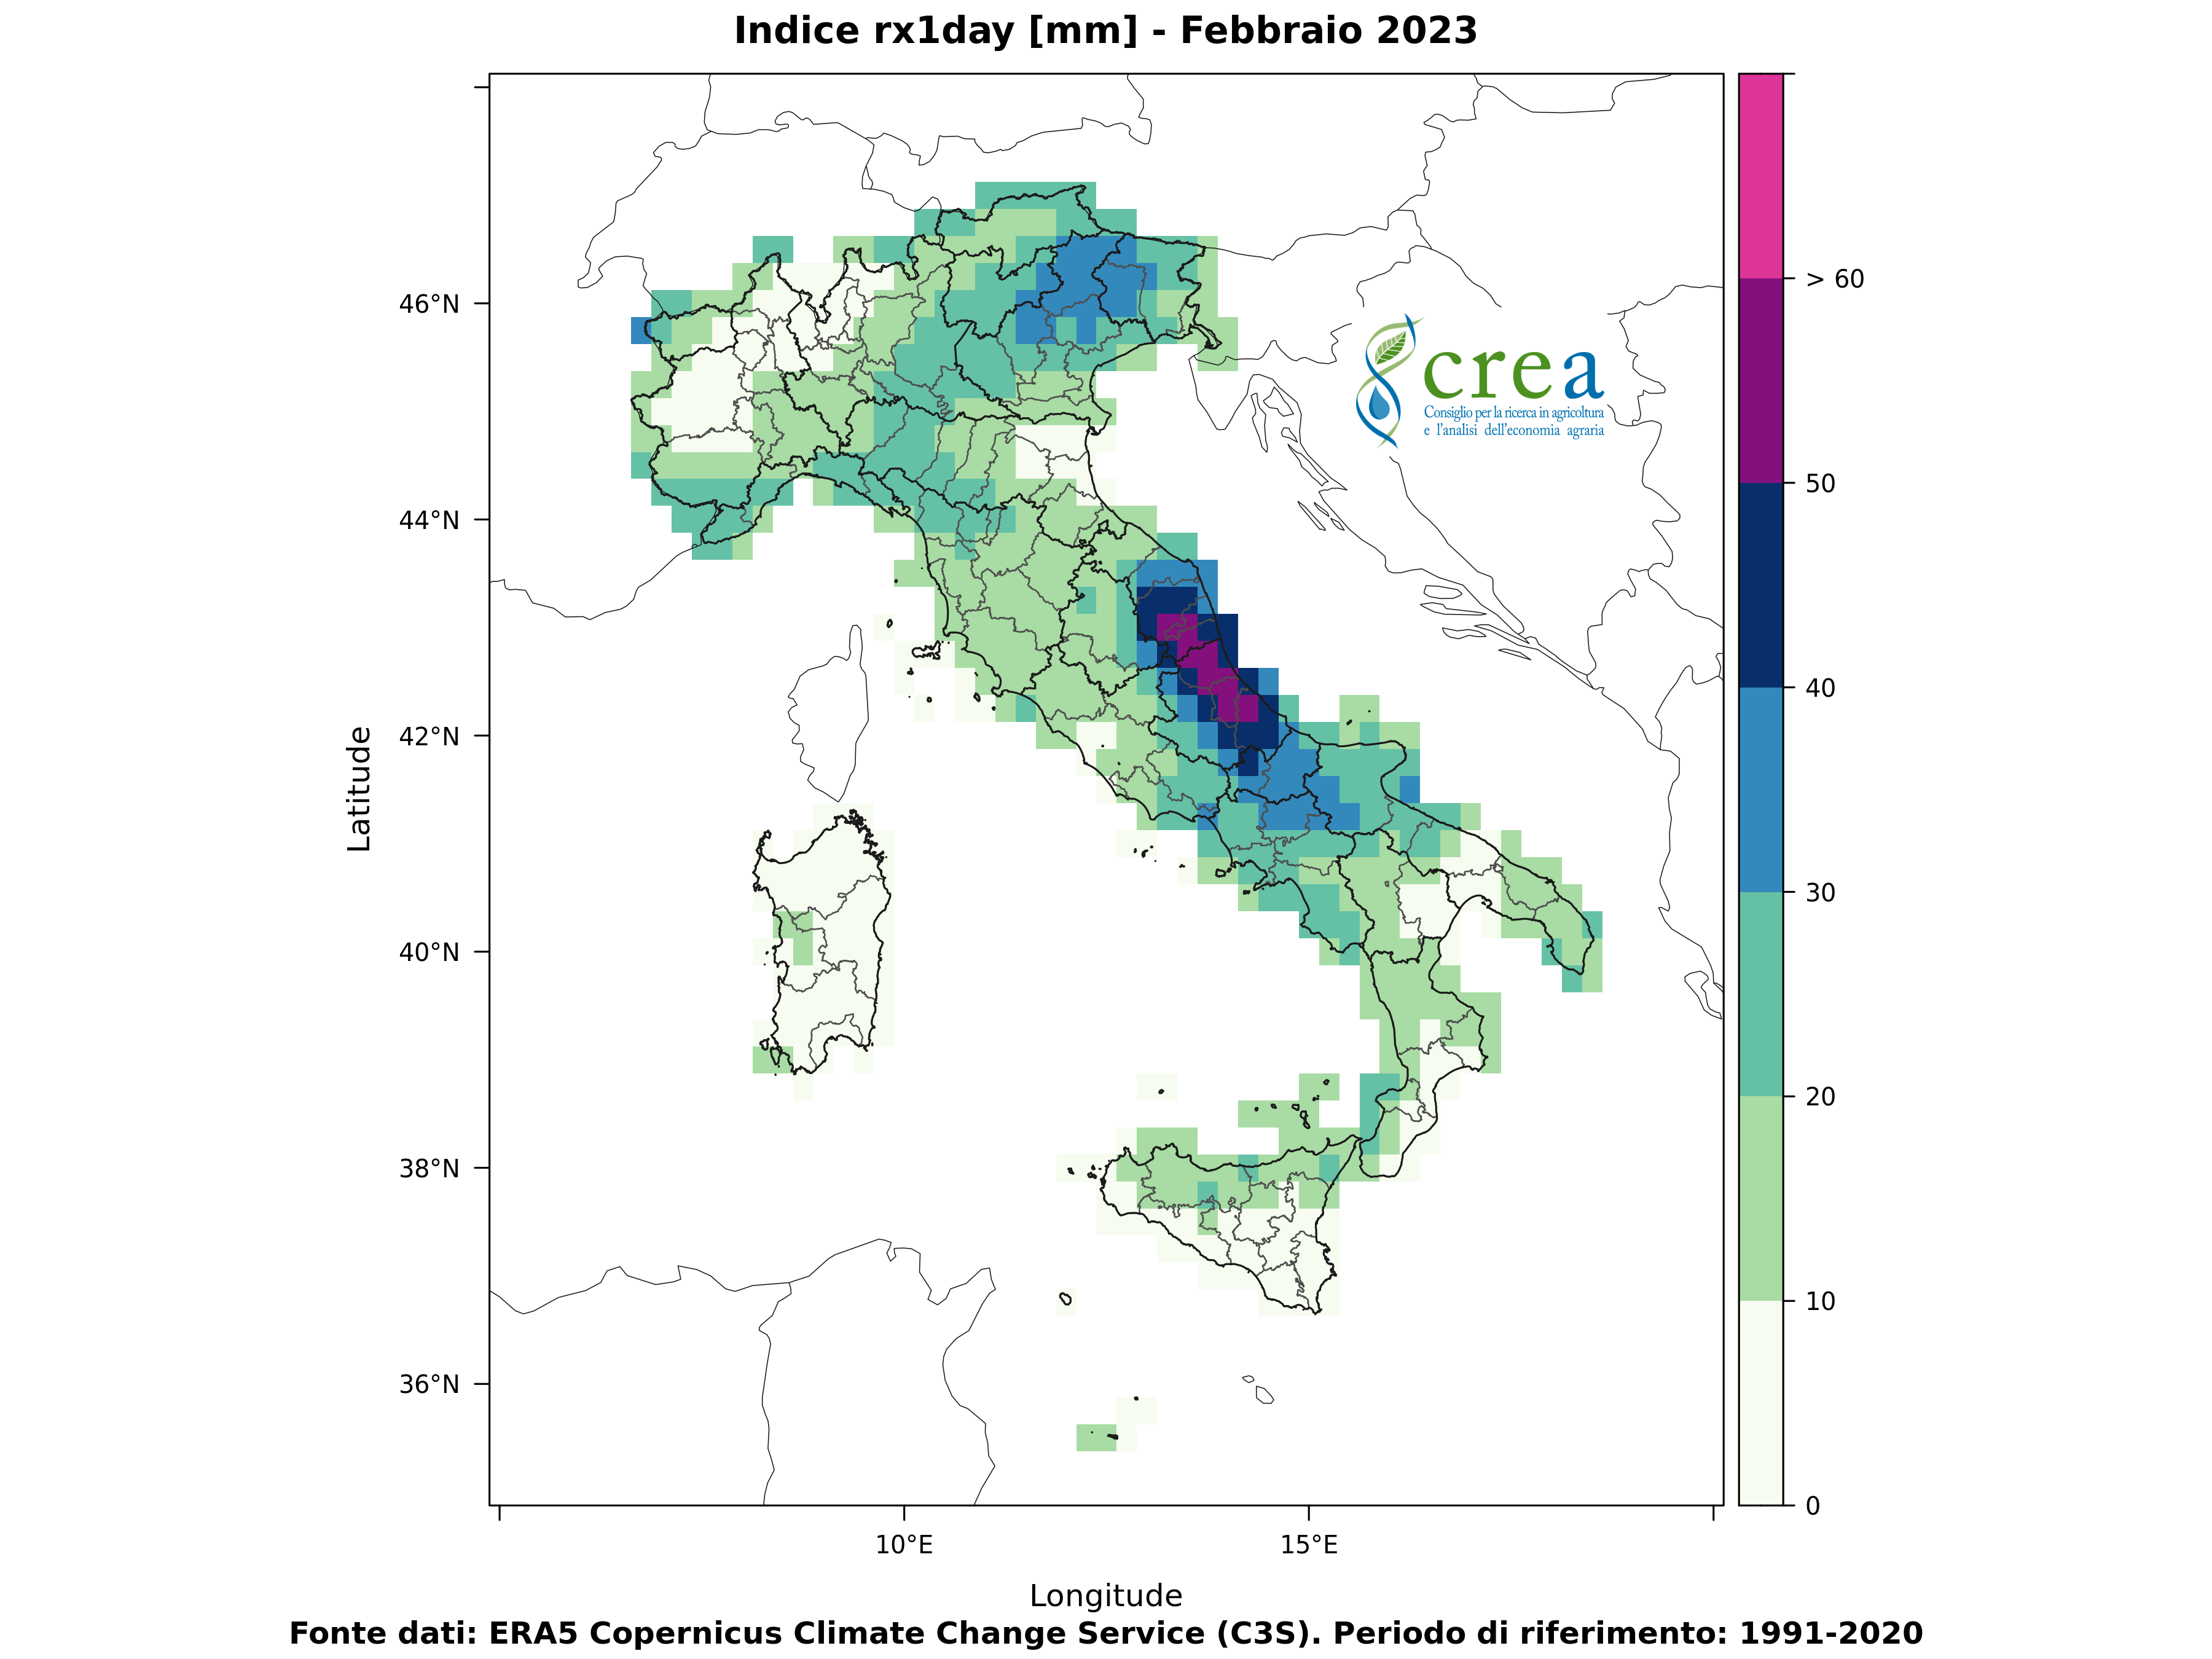 Indice rx1day [mm] - Febbraio 2023
> 60
46°N
crea
Consiglio per la ricerca in agricoltura
e l'analisi dell'economia agraria
50
44°N
40
42°N
Latitude
30
40°N
20
38°N
10
36°N
0
10°E
15°E
Longitude
Fonte dati: ERA5 Copernicus Climate Change Service (C3S). Periodo di riferimento: 1991-2020